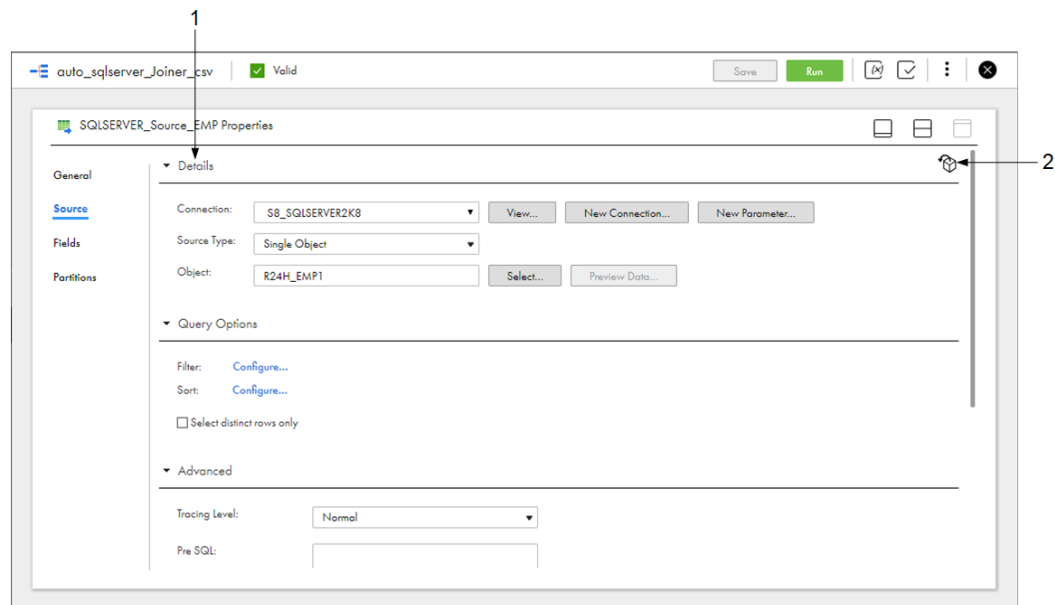 1
auto_sqlserver_Joiner_csv Valid Save Run
SQLSERVER_Source_EMP Properties
Details 2
General
Connection: S8_SQLSERVER2K8 View... New Connection... New Parameter...
Source
Source Type: Single Object
Fields
Object: R24H_EMP1 Select... Preview Data...
Partitions
Query Options
Filter: Configure...
Sort: Configure...
Select distinct rows only
Advanced
Tracing Level: Normal
Pre SQL: